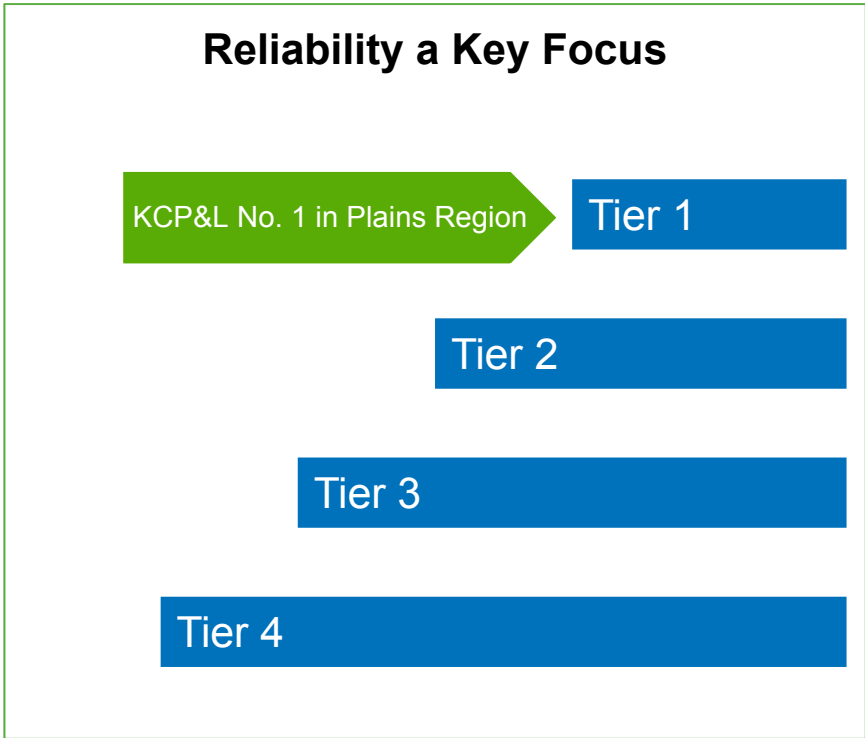 Reliability a Key Focus
KCP&L No. 1 in Plains Region
Tier 1
Tier 2
Tier 3
Tier 4